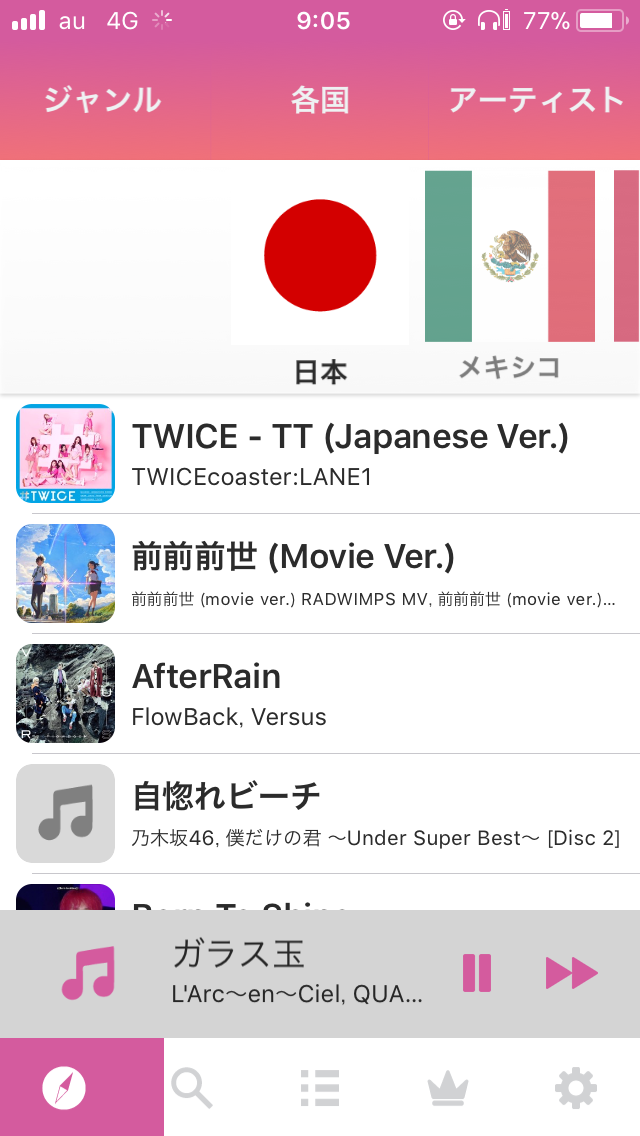 au 4G 9:05 77%
ジャンル 各国 アーティスト
日本 メキシコ
TWICE - TT (Japanese Ver.)
TWICEcoaster:LANE1
#TWICE
前前前世 (Movie Ver.)
前前前世 (movie ver.) RADWIMPS MV, 前前前世 (movie ver.)...
AfterRain
FlowBack, Versus
自惚れビーチ
乃木坂46, 僕だけの君 〜Under Super Best〜 [Disc 2]
ガラス玉
L'Arc〜en〜Ciel, QUA...